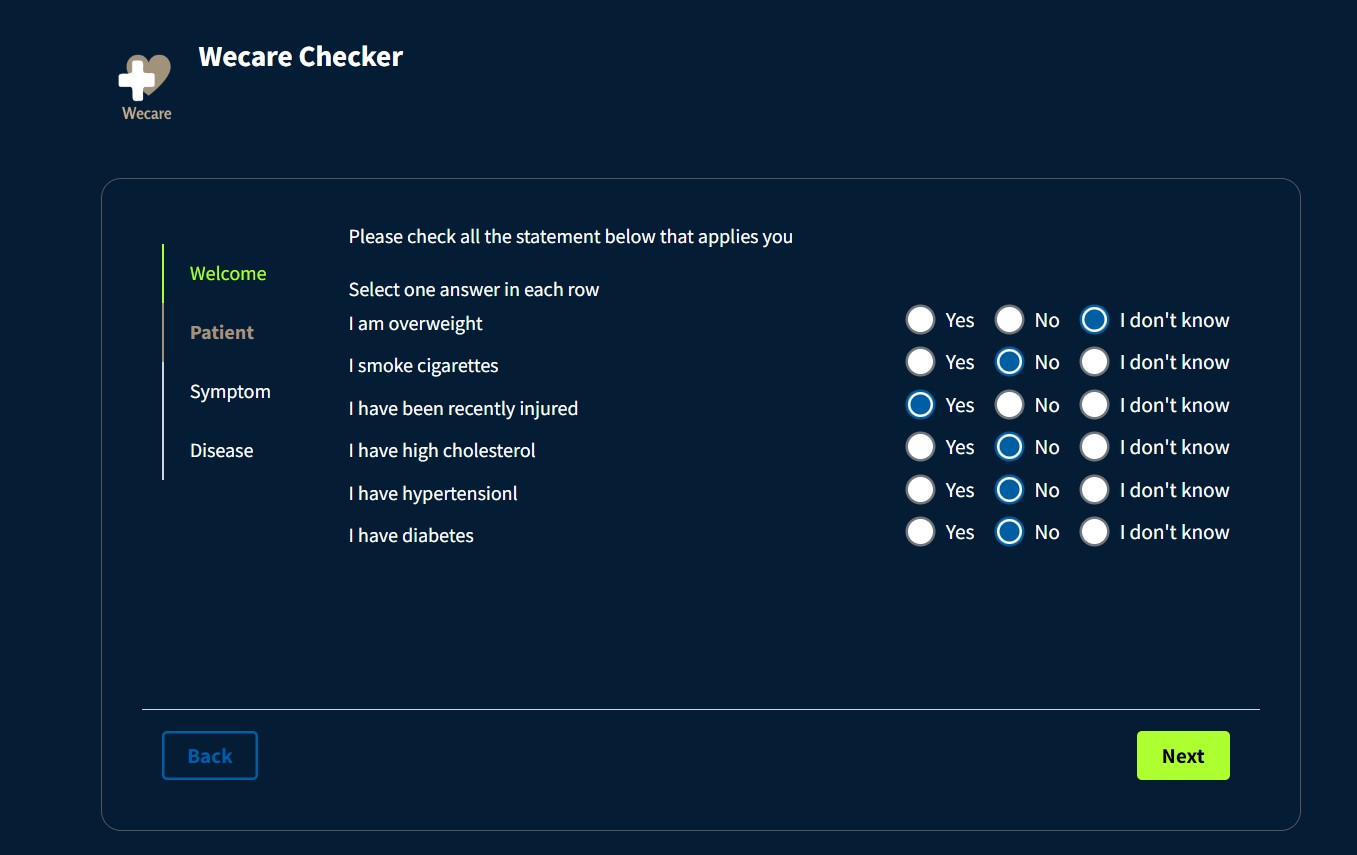 Wecare Checker
Wecare
Welcome
Patient
Symptom
Disease
Please check all the statement below that applies you
Select one answer in each row
I am overweight Yes No I don't know
I smoke cigarettes Yes No I don't know
I have been recently injured Yes No I don't know
I have high cholesterol Yes No I don't know
I have hypertensionl Yes No I don't know
I have diabetes Yes No I don't know
Back
Next